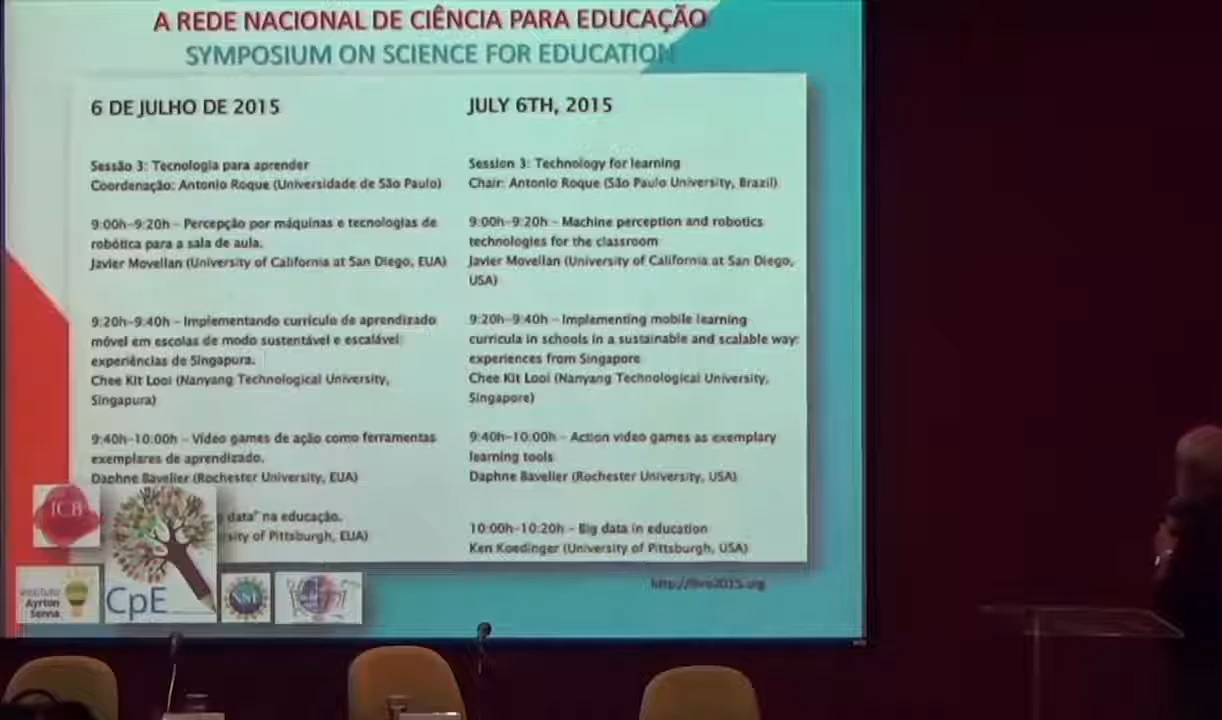 A REDE NACIONAL DE CIÊNCIA PARA EDUCAÇÃO
SYMPOSIUM ON SCIENCE FOR EDUCATION
6 DE JULHO DE 2015
Sessão 3: Tecnologia para aprender
Coordenação: Antonio Roque (Universidade de São Paulo)
9:00h-9:20h - Percepção por máquinas e tecnologias de
robótica para a sala de aula.
Javier Movellan (University of California at San Diego, EUA)
9:20h-9:40h - Implementando currículo de aprendizado
móvel em escolas de modo sustentável e escalável:
experiências de Singapura.
Chee Kit Looi (Nanyang Technological University,
Singapura)
9:40h-10:00h - Vídeo games de ação como ferramentas
exemplares de aprendizado.
Daphne Bavelier (Rochester University, EUA)
data" na educação.
sity of Pittsburgh, EUA)
JULY 6TH, 2015
Session 3: Technology for learning
Chair: Antonio Roque (São Paulo University, Brazil)
9:00h-9:20h - Machine perception and robotics
technologies for the classroom
Javier Movellan (University of California at San Diego,
USA)
9:20h-9:40h - Implementing mobile learning
curricula in schools in a sustainable and scalable way:
experiences from Singapore
Chee Kit Looi (Nanyang Technological University,
Singapore)
9:40h-10:00h - Action video games as exemplary
learning tools
Daphne Bavelier (Rochester University, USA)
10:00h-10:20h - Big data in education
Ken Koedinger (University of Pittsburgh, USA)
ICB
instituto
Ayrton
Senna
CpE
NSF